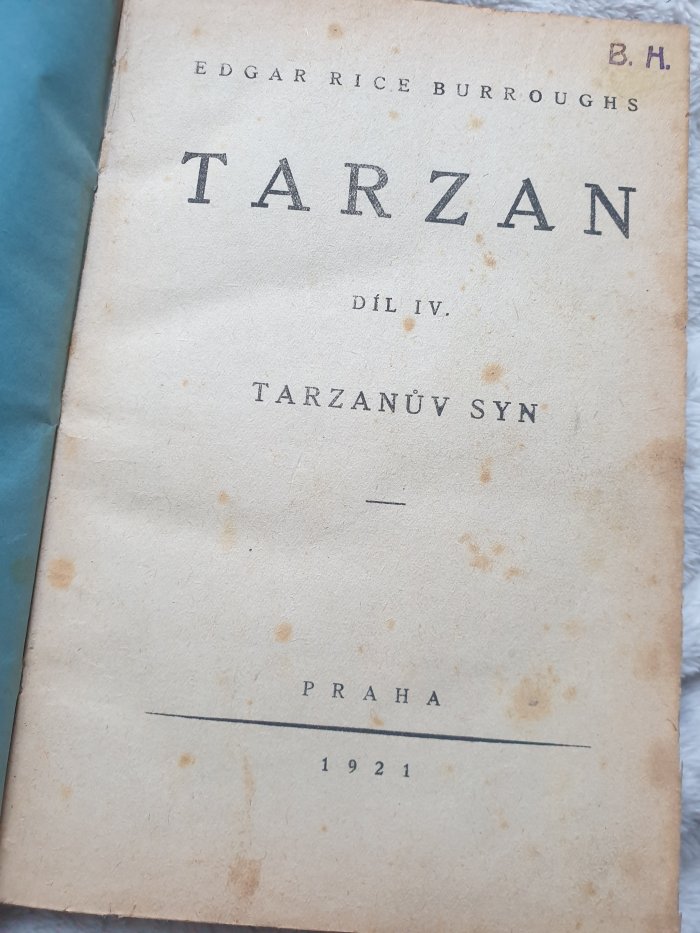 B. H.
EDGAR RICE BURROUGHS
TARZAN
DÍL IV.
TARZANŮV SYN
PRAHA
1921